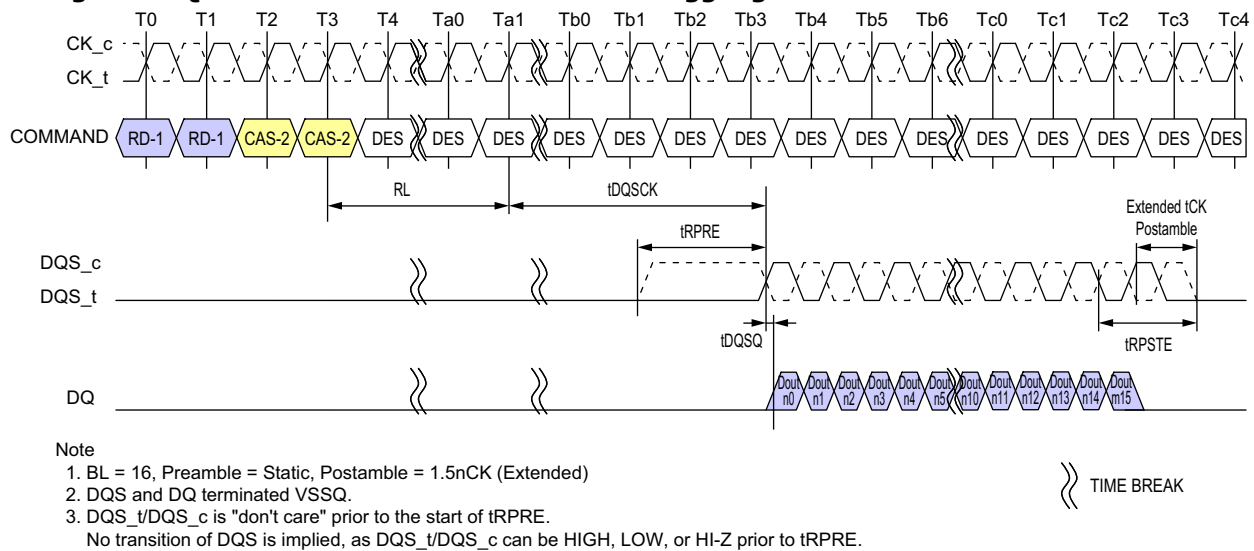 T0 T1 T2 T3 T4 Ta0 Ta1 Tb0 Tb1 Tb2 Tb3 Tb4 Tb5 Tb6 Tc0 Tc1 Tc2 Tc3 Tc4
CK_c
CK_t
COMMAND RD-1 RD-1 CAS-2 CAS-2 DES DES DES DES DES DES DES DES DES DES DES DES DES DES DES
RL tDQSCK
Extended tCK
Postamble
tRPRE
DQS_c
DQS_t
tDQSQ
tRPSTE
DQ
Dout n0 Dout n1 Dout n2 Dout n3 Dout n4 Dout n5 Dout n10 Dout n11 Dout n12 Dout n13 Dout n14 Dout m15
Note
1. BL = 16, Preamble = Static, Postamble = 1.5nCK (Extended)
2. DQS and DQ terminated VSSQ.
3. DQS_t/DQS_c is "don't care" prior to the start of tRPRE.
No transition of DQS is implied, as DQS_t/DQS_c can be HIGH, LOW, or HI-Z prior to tRPRE.
TIME BREAK